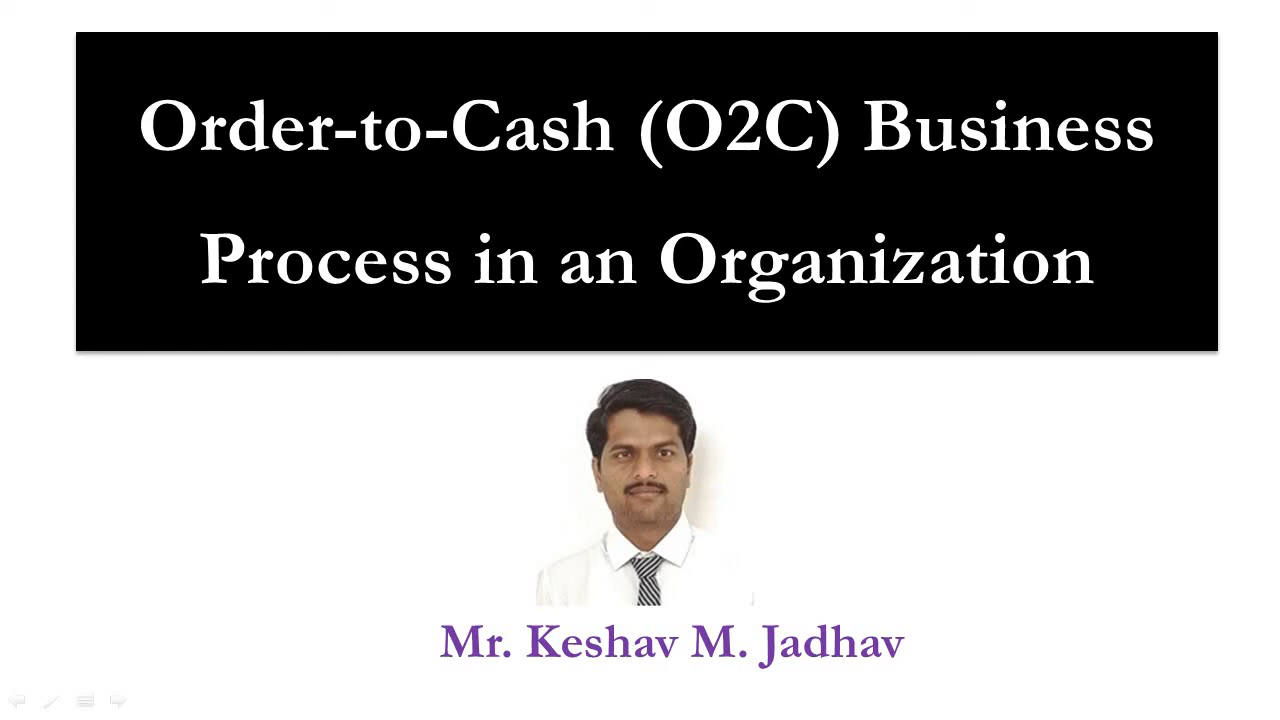 Order-to-Cash (O2C) Business
Process in an Organization
Mr. Keshav M. Jadhav